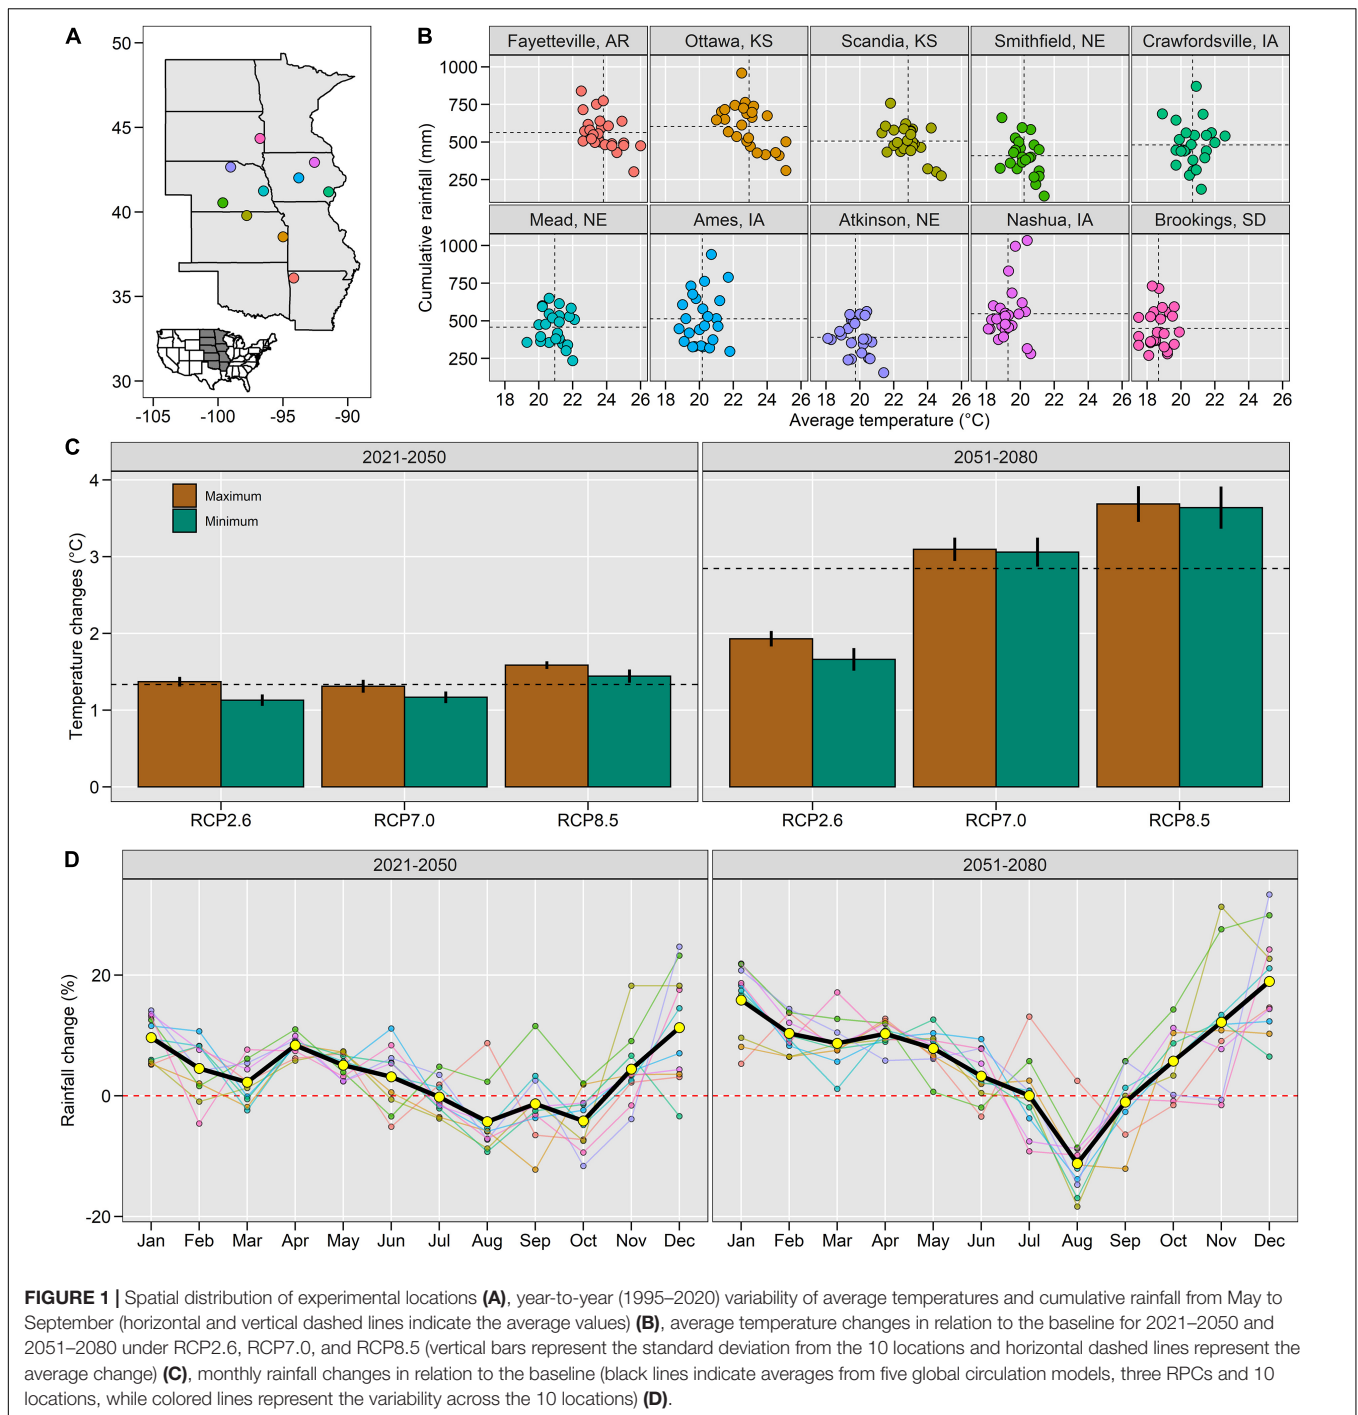 A
50
45
40
35
30
-105
-100
-95
-90
B
Fayetteville, AR
Ottawa, KS
Scandia, KS
Smithfield, NE
Crawfordsville, IA
1000
750
500
250
Mead, NE
Ames, IA
Atkinson, NE
Nashua, IA
Brookings, SD
1000
750
500
250
Cumulative rainfall (mm)
18 20 22 24 26
18 20 22 24 26
18 20 22 24 26
18 20 22 24 26
18 20 22 24 26
Average temperature (°C)
C
2021-2050
2051-2080
Maximum
Minimum
4
3
2
1
0
Temperature changes (°C)
RCP2.6
RCP7.0
RCP8.5
RCP2.6
RCP7.0
RCP8.5
D
2021-2050
2051-2080
20
0
-20
Rainfall change (%)
Jan Feb Mar Apr May Jun Jul Aug Sep Oct Nov Dec
Jan Feb Mar Apr May Jun Jul Aug Sep Oct Nov Dec
FIGURE 1 | Spatial distribution of experimental locations (A), year-to-year (1995–2020) variability of average temperatures and cumulative rainfall from May to
September (horizontal and vertical dashed lines indicate the average values) (B), average temperature changes in relation to the baseline for 2021–2050 and
2051–2080 under RCP2.6, RCP7.0, and RCP8.5 (vertical bars represent the standard deviation from the 10 locations and horizontal dashed lines represent the
average change) (C), monthly rainfall changes in relation to the baseline (black lines indicate averages from five global circulation models, three RPCs and 10
locations, while colored lines represent the variability across the 10 locations) (D).